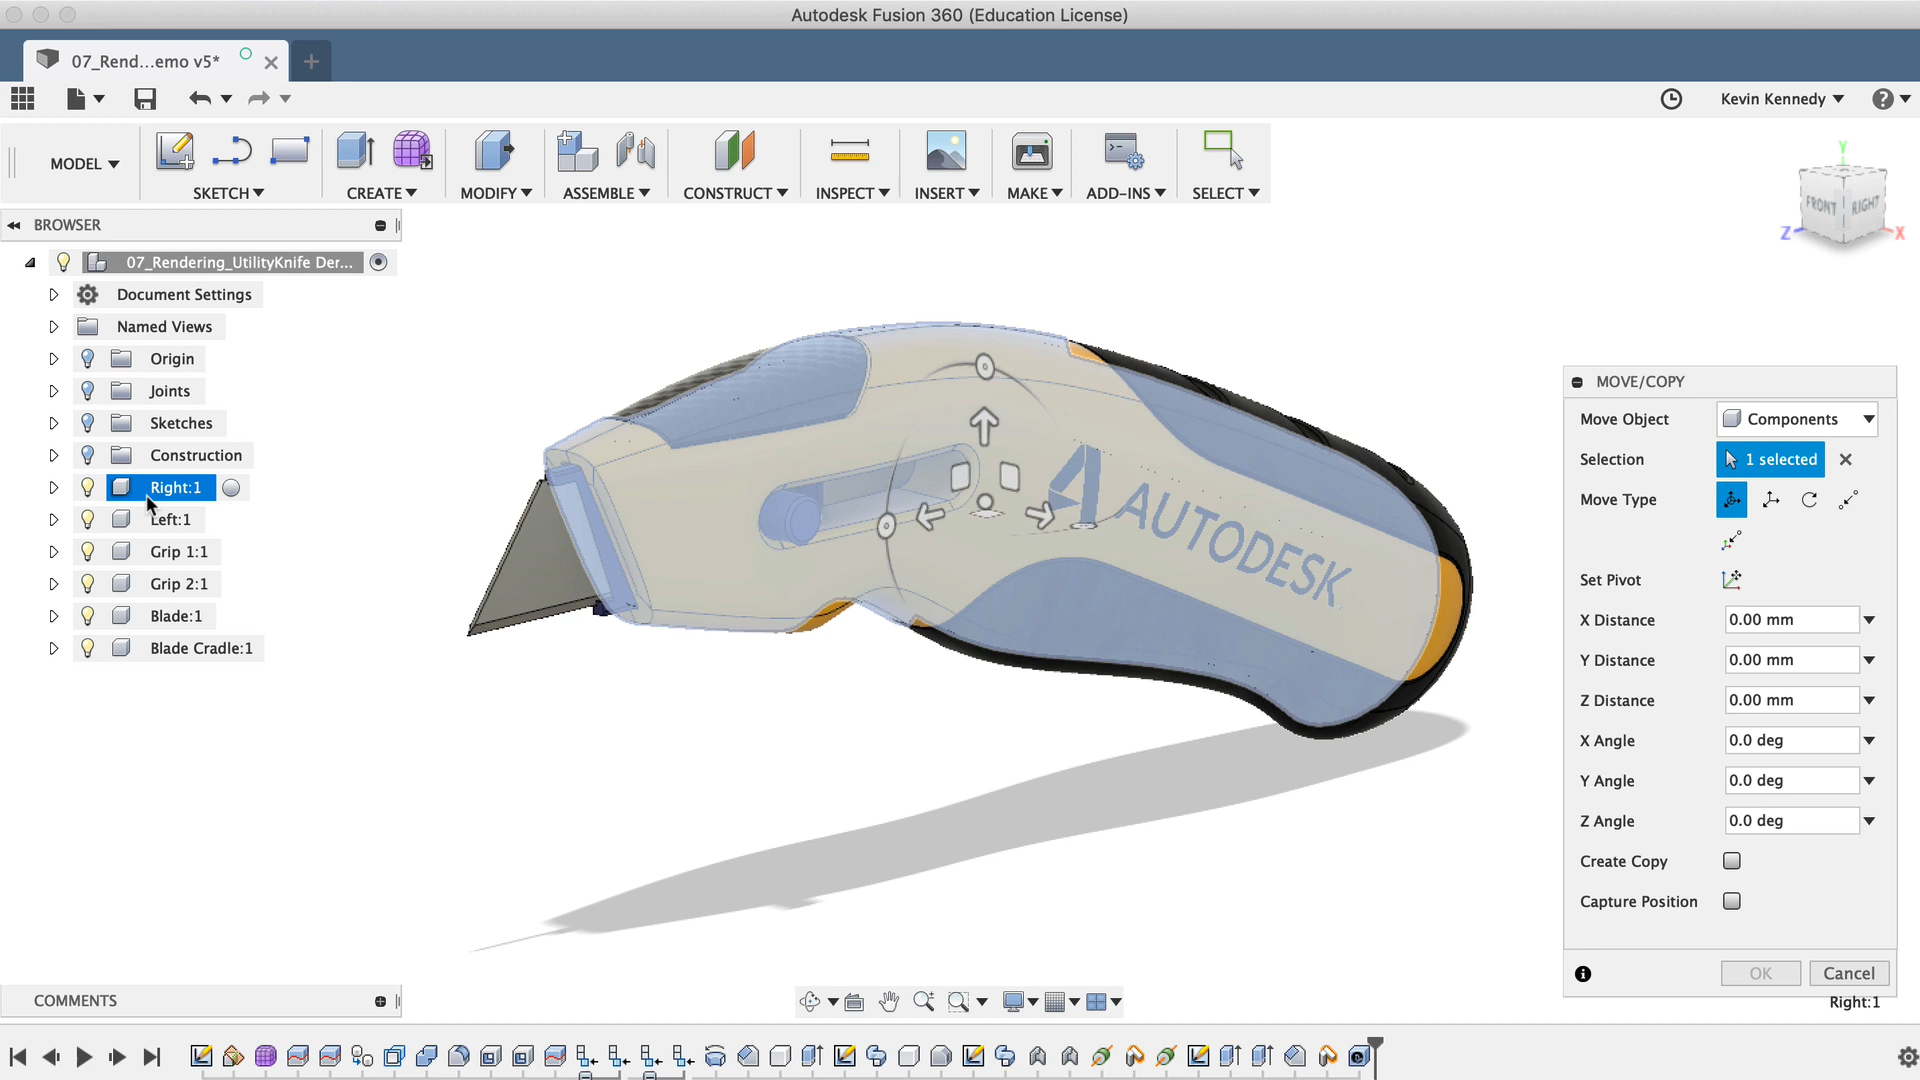 Autodesk Fusion 360 (Education License)
07_Rend...emo v5*
Kevin Kennedy
MODEL
SKETCH
CREATE
MODIFY
ASSEMBLE
CONSTRUCT
INSPECT
INSERT
MAKE
ADD-INS
SELECT
Y
FRONT
RIGHT
Z
X
BROWSER
07_Rendering_UtilityKnife Der...
Document Settings
Named Views
Origin
Joints
Sketches
Construction
Right:1
Left:1
Grip 1:1
Grip 2:1
Blade:1
Blade Cradle:1
AUTODESK
MOVE/COPY
Move Object
Components
Selection
1 selected
Move Type
Set Pivot
X Distance
0.00 mm
Y Distance
0.00 mm
Z Distance
0.00 mm
X Angle
0.0 deg
Y Angle
0.0 deg
Z Angle
0.0 deg
Create Copy
Capture Position
OK
Cancel
Right:1
COMMENTS